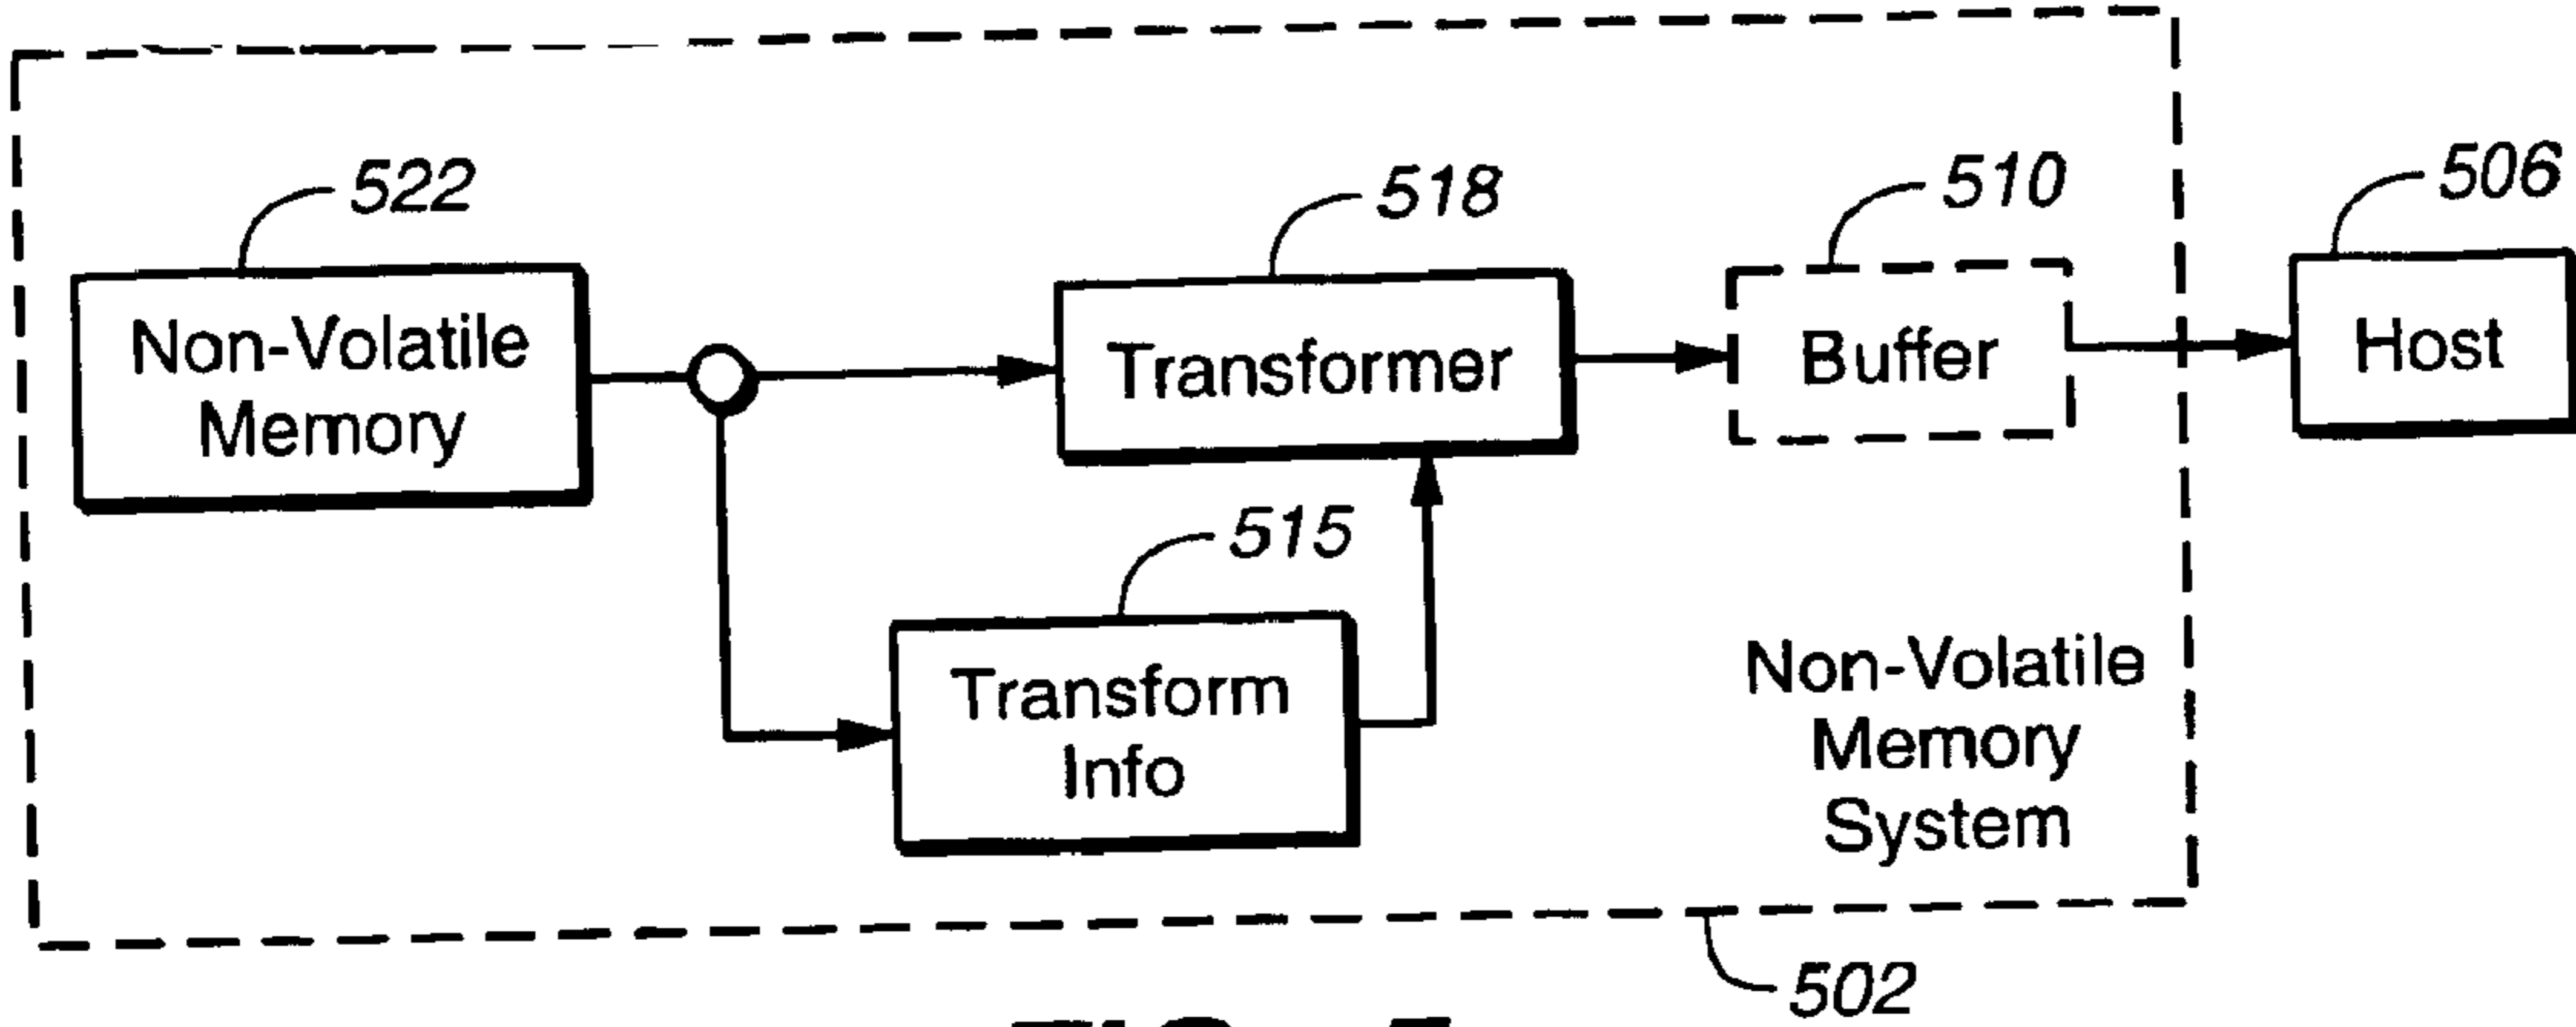 522
518
510
506
Non-Volatile
Memory
Transformer
Buffer
Host
515
Transform
Info
Non-Volatile
Memory
System
502